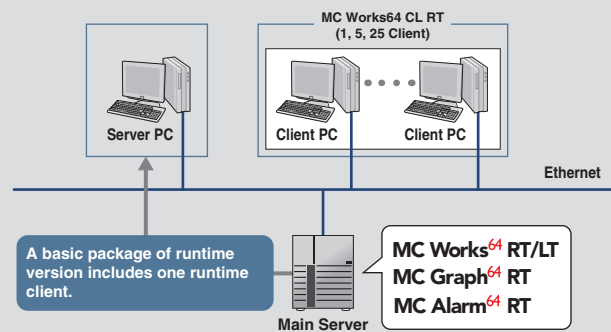 MC Works64 CL RT
(1, 5, 25 Client)
Server PC
Client PC
Client PC
Ethernet
A basic package of runtime
version includes one runtime
client.
MC Works64 RT/LT
MC Graph64 RT
MC Alarm64 RT
Main Server